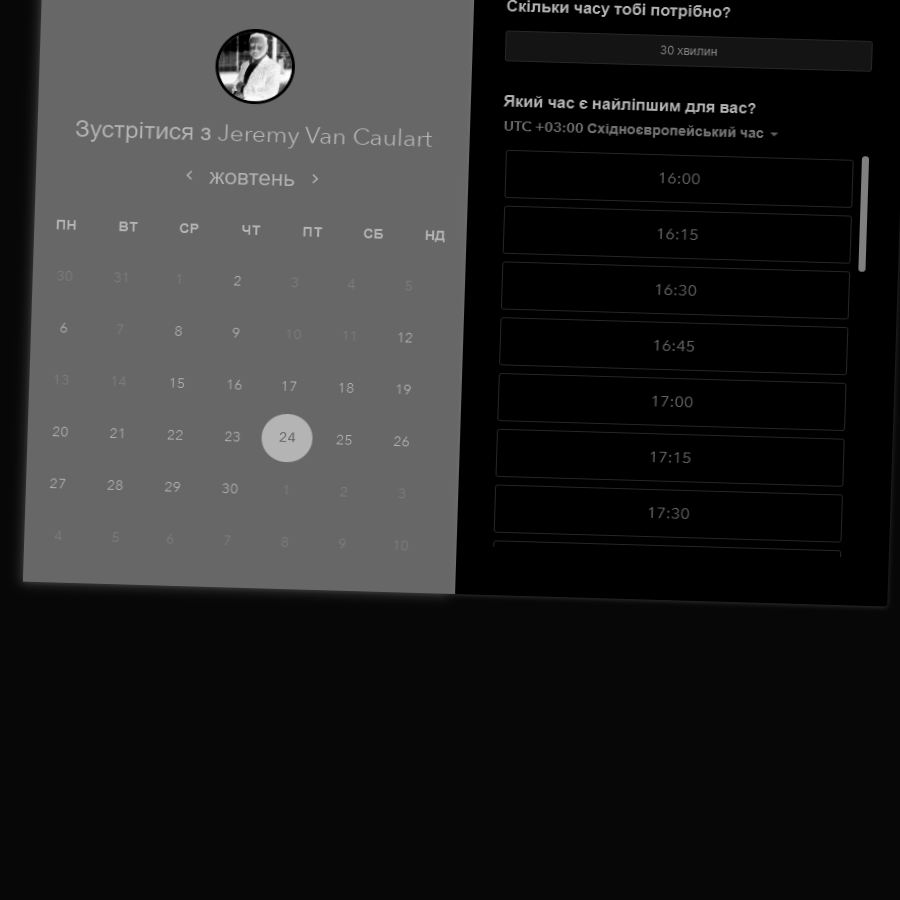 Зустрітися з Jeremy Van Caulart
‹ жовтень ›
ПН ВТ СР ЧТ ПТ СБ НД
30 31 1 2 3 4 5
6 7 8 9 10 11 12
13 14 15 16 17 18 19
20 21 22 23 24 25 26
27 28 29 30 1 2 3
4 5 6 7 8 9 10
Скільки часу тобі потрібно?
30 хвилин
Який час є найліпшим для вас?
UTC +03:00 Східноєвропейський час
16:00
16:15
16:30
16:45
17:00
17:15
17:30